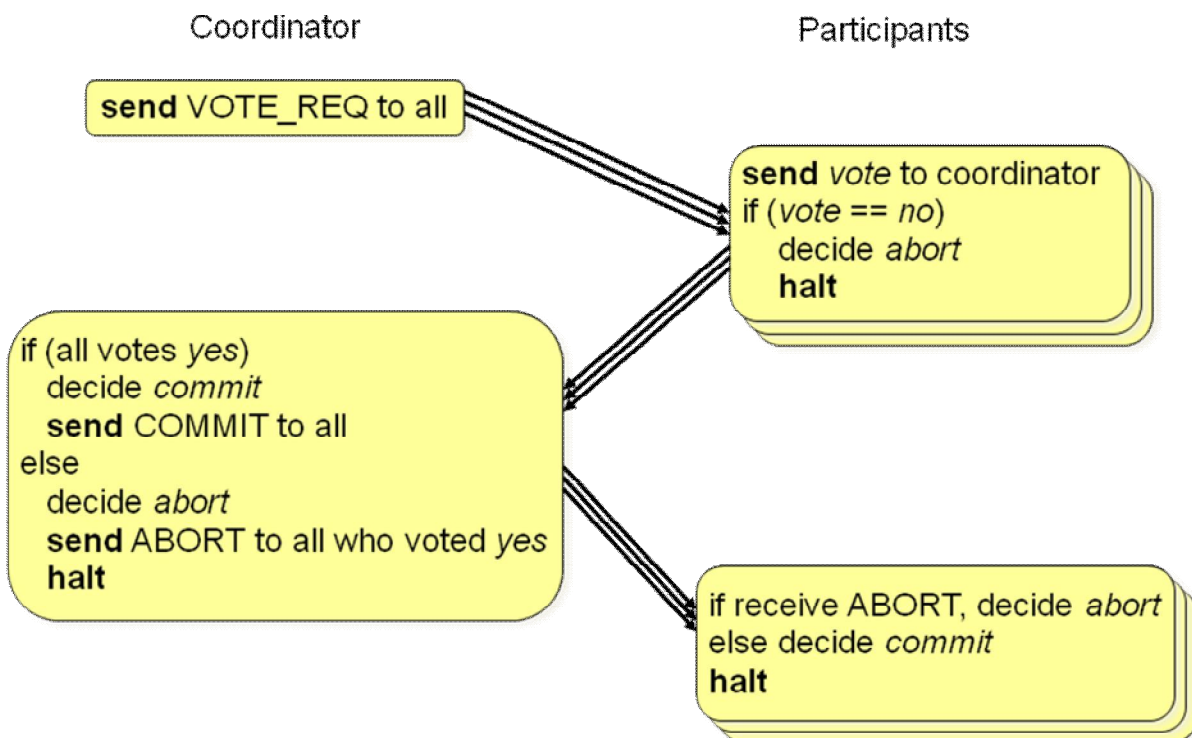 Coordinator
Participants
send VOTE_REQ to all
send vote to coordinator
if (vote == no)
decide abort
halt
if (all votes yes)
decide commit
send COMMIT to all
else
decide abort
send ABORT to all who voted yes
halt
if receive ABORT, decide abort
else decide commit
halt